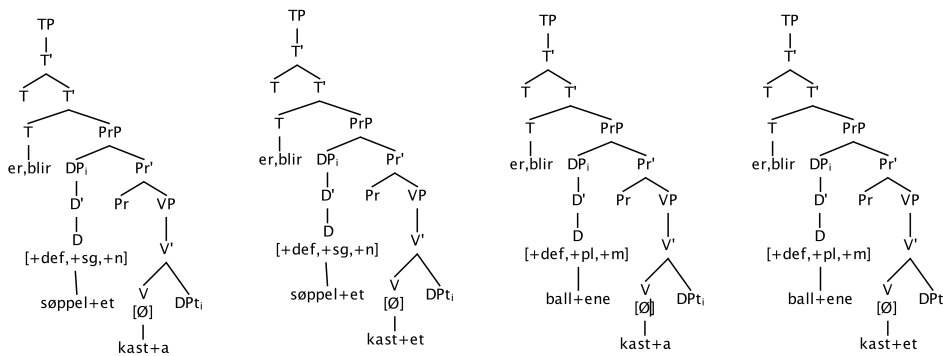 TP TP TP TP
T' T' T' T'
T T' T T' T T' T T'
T PrP T PrP T PrP T PrP
er,blir DPi Pr' er,blir DPi Pr' er,blir DPi Pr' er,blir DPi Pr'
D' Pr VP D' Pr VP D' Pr VP D' Pr VP
D V' D V' D V' D V'
[+def,+sg,+n] [+def,+sg,+n] [+def,+pl,+m] [+def,+pl,+m]
søppel+et V DPti søppel+et V DPti ball+ene V DPti ball+ene V DPt
[Ø] [Ø] [Ø] [Ø]
kast+a kast+et kast+a kast+et